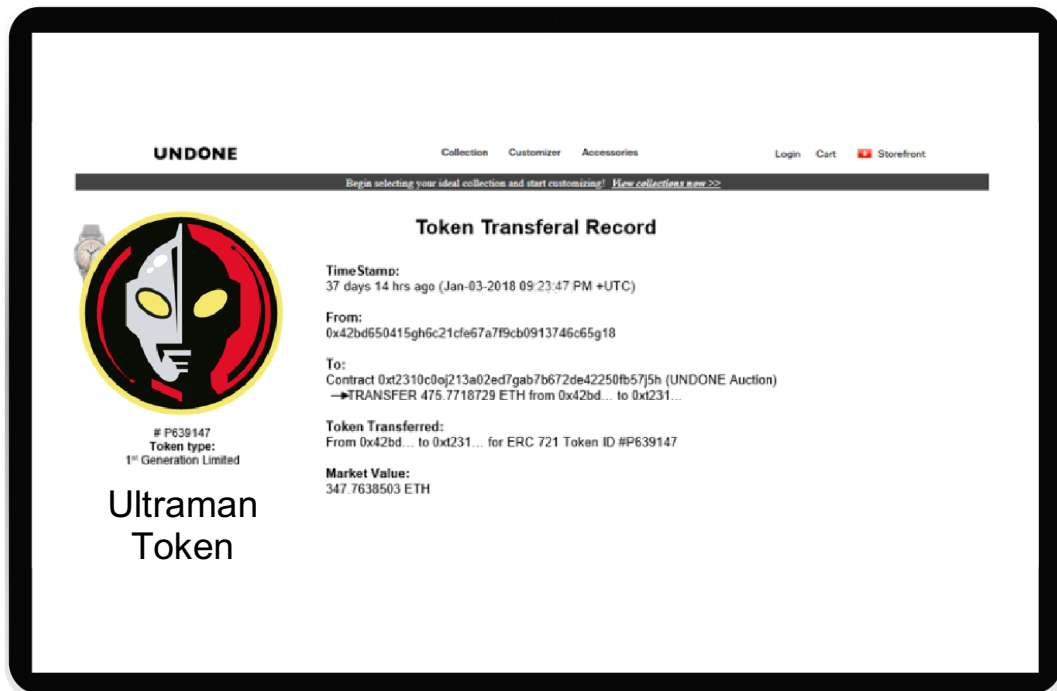 UNDONE
Collection Customizer Accessories
Login Cart Storefront
Begin selecting your ideal collection and start customizing! View collections now >>
Token Transferal Record
TimeStamp:
37 days 14 hrs ago (Jan-03-2018 09:23:47 PM +UTC)
From:
0x42bd650415gh6c21cfe67a7f9cb0913746c65g18
To:
Contract 0xt2310c0oj213a02ed7gab7b672de42250fb57j5h (UNDONE Auction)
→TRANSFER 475.7718729 ETH from 0x42bd... to 0xt231...
Token Transferred:
From 0x42bd... to 0xt231... for ERC 721 Token ID #P639147
Market Value:
347.7638503 ETH
# P639147
Token type:
1st Generation Limited
Ultraman
Token